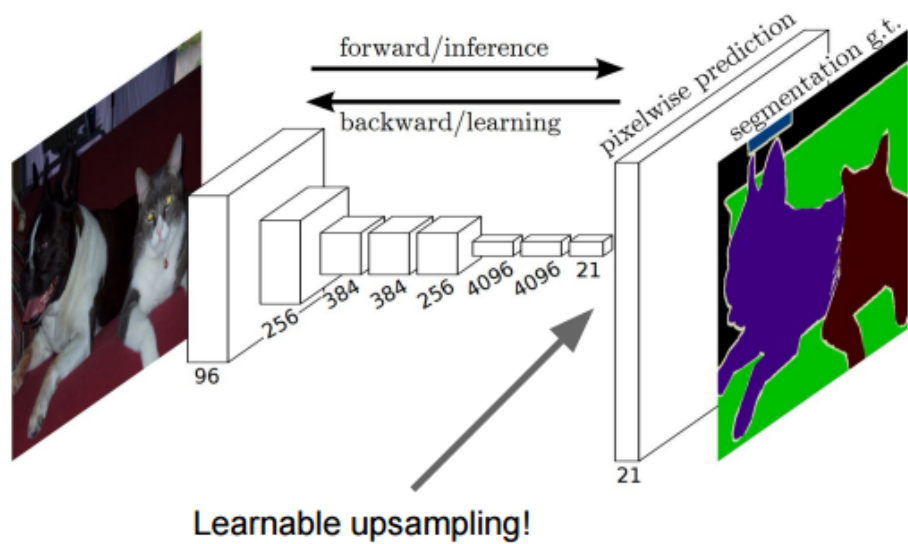 forward/inference
backward/learning
pixelwise prediction
segmentation g.t.
96
256
384
384
256
4096
4096
21
21
Learnable upsampling!